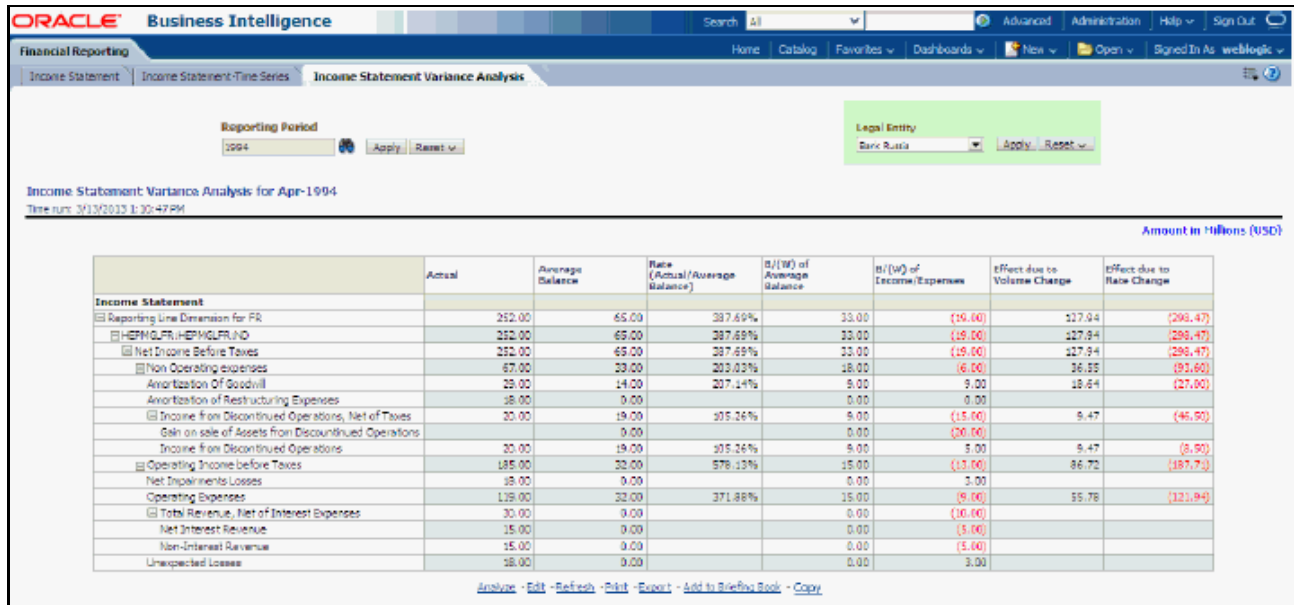 ORACLE Business Intelligence Search All Advanced Administration Help Sign Out
Financial Reporting Home Catalog Favorites Dashboards New Open Signed In As weblogic
Income Statement Income Statement-Time Series Income Statement Variance Analysis
Reporting Period Legal Entity
1994 Apply Reset Bank Russia Apply Reset
Income Statement Variance Analysis for Apr-1994
Time run: 3/13/2013 1:30:47 PM
Amount in Millions (USD)
Actual Average Balance Rate (Actual/Average Balance) B/(W) of Average Balance B/(W) of Income/Expenses Effect due to Volume Change Effect due to Rate Change
Income Statement
Reporting Line Dimension for FR 252.00 65.00 387.69% 33.00 (19.00) 127.94 (298.47)
252.00 65.00 387.69% 33.00 (19.00) 127.94 (298.47)
Net Income Before Taxes 252.00 65.00 387.69% 33.00 (19.00) 127.94 (298.47)
Non Operating expenses 67.00 33.00 203.03% 18.00 (6.00) 36.55 (93.60)
Amortization Of Goodwill 29.00 14.00 207.14% 9.00 9.00 18.64 (27.00)
Amortization of Restructuring Expenses 18.00 0.00 0.00 0.00
Income from Discontinued Operations, Net of Taxes 20.00 19.00 105.26% 9.00 (15.00) 9.47 (46.50)
Gain on sale of Assets from Discountinued Operations 0.00 0.00 (20.00)
Income from Discontinued Operations 20.00 19.00 105.26% 9.00 5.00 9.47 (8.50)
Operating Income before Taxes 185.00 32.00 578.13% 15.00 (13.00) 86.72 (187.71)
Net Impairments Losses 18.00 0.00 0.00 3.00
Operating Expenses 119.00 32.00 371.88% 15.00 (9.00) 55.78 (121.94)
Total Revenue, Net of Interest Expenses 30.00 0.00 0.00 (10.00)
Net Interest Revenue 15.00 0.00 0.00 (5.00)
Non-Interest Revenue 15.00 0.00 0.00 (5.00)
Unexpected Losses 18.00 0.00 0.00 3.00
Analyze - Edit - Refresh - Print - Export - Add to Briefing Book - Copy